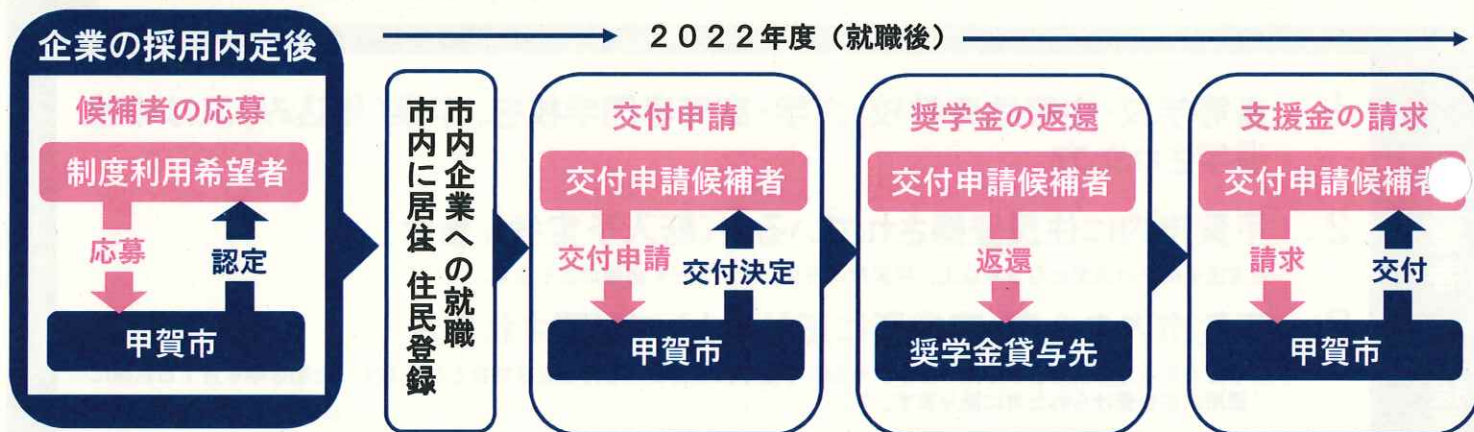 企業の採用内定後
候補者の応募
制度利用希望者
応募
認定
甲賀市
２０２２年度（就職後）
市内企業への就職
市内に居住、住民登録
交付申請
交付申請候補者
交付申請
交付決定
甲賀市
奨学金の返還
交付申請候補者
返還
奨学金貸与先
支援金の請求
交付申請候補者
請求
交付
甲賀市